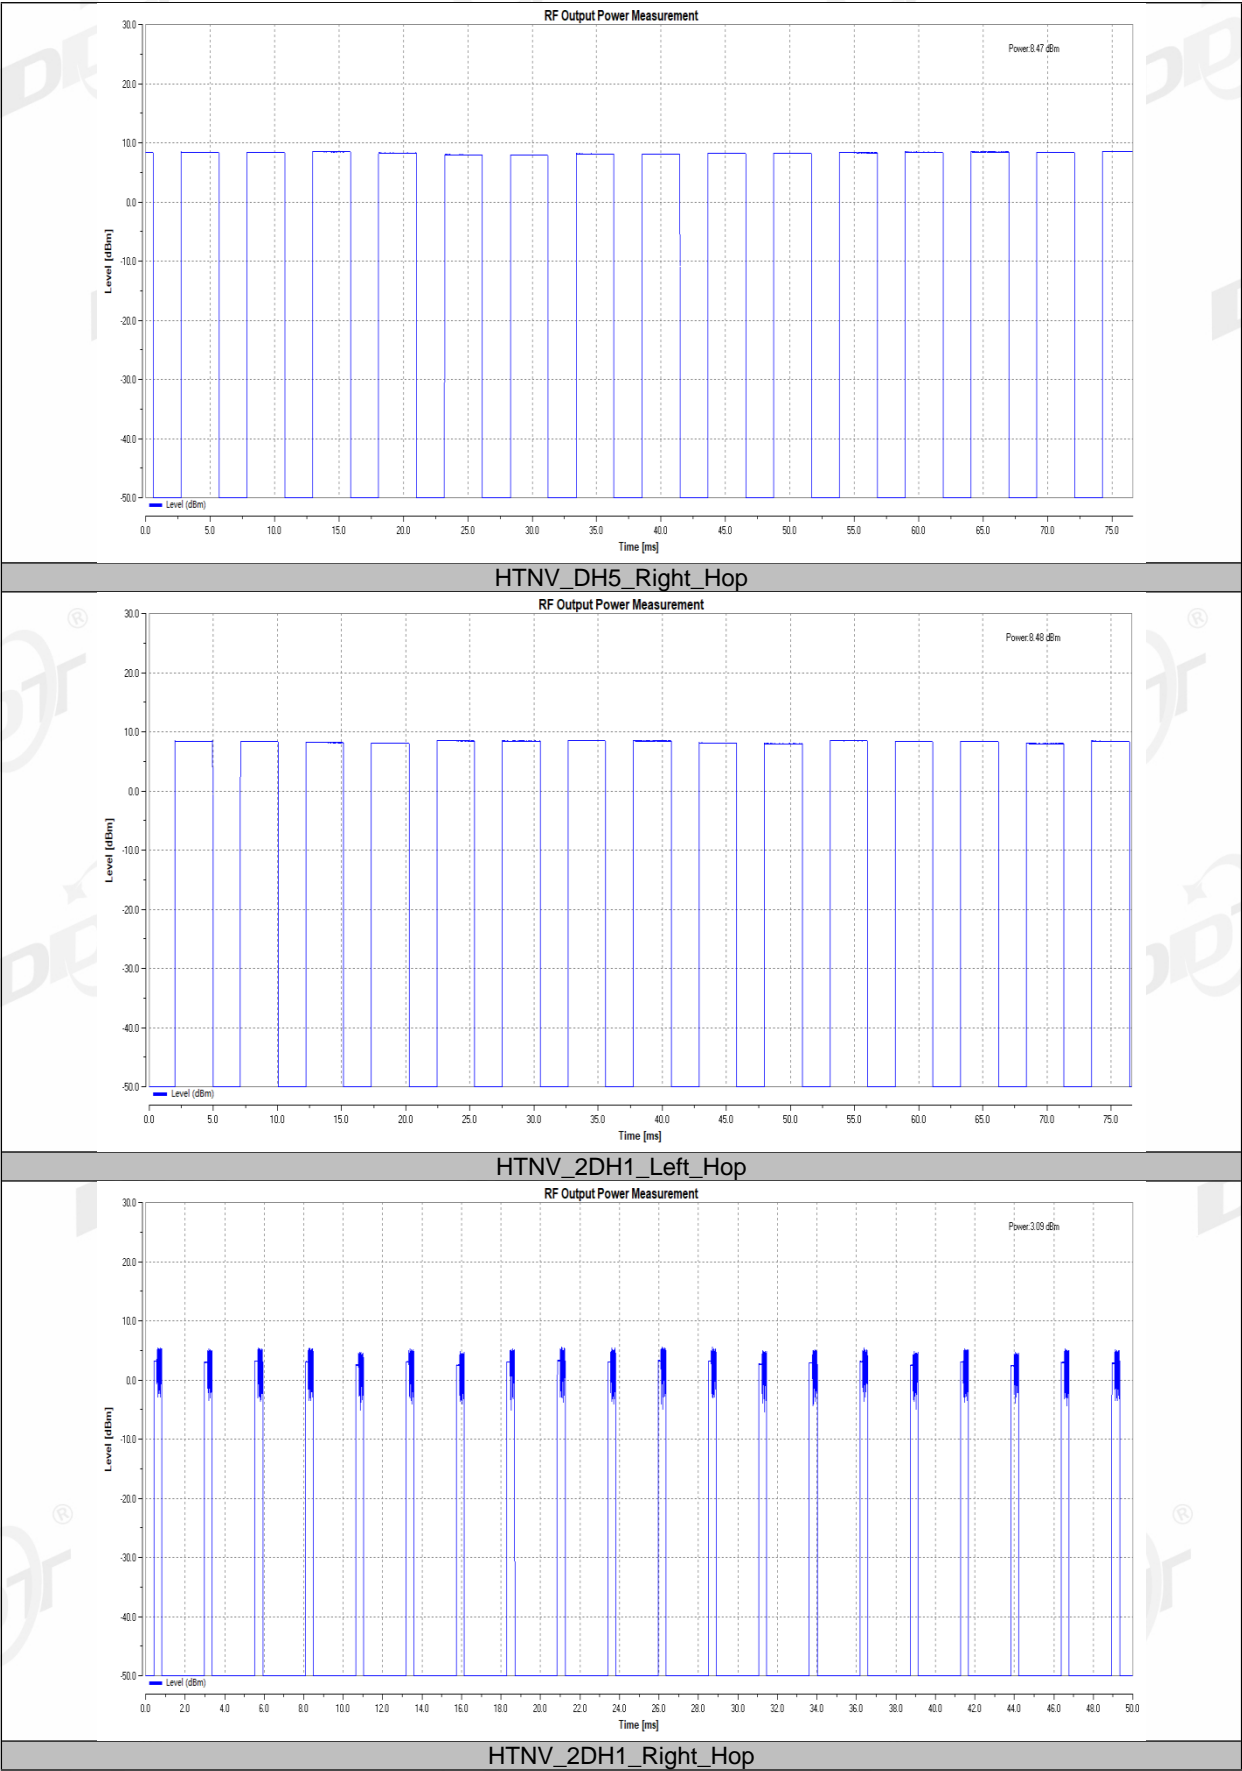 RF Output Power Measurement
Power:8.47 dBm
30.0
20.0
10.0
0.0
-10.0
-20.0
-30.0
-40.0
-50.0
Level [dBm]
Level (dBm)
0.0 5.0 10.0 15.0 20.0 25.0 30.0 35.0 40.0 45.0 50.0 55.0 60.0 65.0 70.0 75.0
Time [ms]
HTNV_DH5_Right_Hop
RF Output Power Measurement
Power:8.48 dBm
30.0
20.0
10.0
0.0
-10.0
-20.0
-30.0
-40.0
-50.0
Level [dBm]
Level (dBm)
0.0 5.0 10.0 15.0 20.0 25.0 30.0 35.0 40.0 45.0 50.0 55.0 60.0 65.0 70.0 75.0
Time [ms]
HTNV_2DH1_Left_Hop
RF Output Power Measurement
Power:3.09 dBm
30.0
20.0
10.0
0.0
-10.0
-20.0
-30.0
-40.0
-50.0
Level [dBm]
Level (dBm)
0.0 2.0 4.0 6.0 8.0 10.0 12.0 14.0 16.0 18.0 20.0 22.0 24.0 26.0 28.0 30.0 32.0 34.0 36.0 38.0 40.0 42.0 44.0 46.0 48.0 50.0
Time [ms]
HTNV_2DH1_Right_Hop